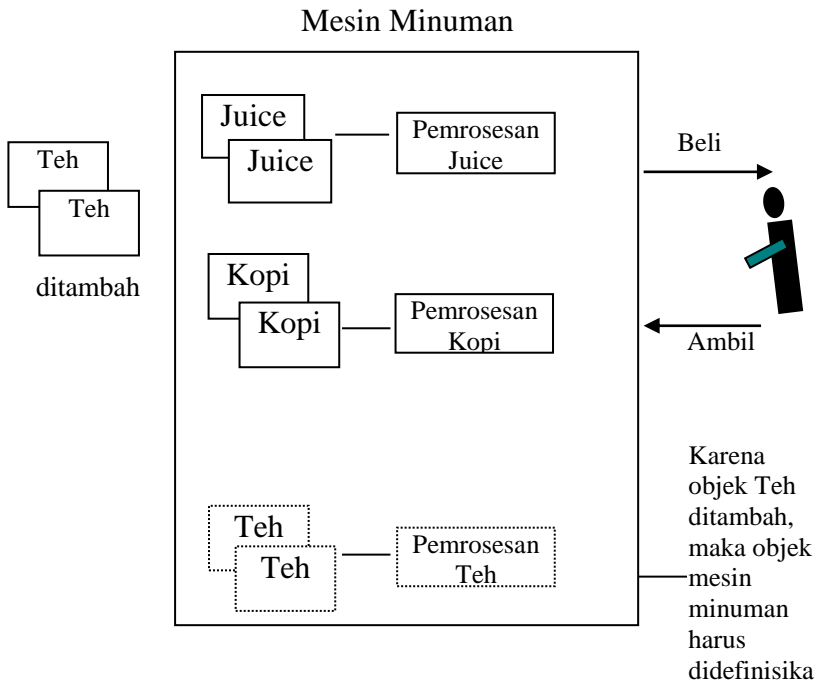 Mesin Minuman
Juice
Juice
Pemrosesan
Juice
Beli
Teh
Teh
ditambah
Kopi
Kopi
Pemrosesan
Kopi
Ambil
Teh
Teh
Pemrosesan
Teh
Karena
objek Teh
ditambah,
maka objek
mesin
minuman
harus
didefinisika